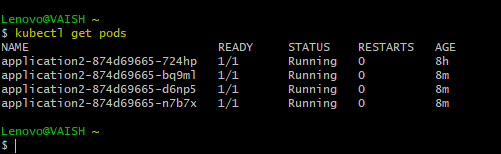 Lenovo@VAISH ~
$ kubectl get pods
NAME READY STATUS RESTARTS AGE
application2-874d69665-724hp 1/1 Running 0 8h
application2-874d69665-bq9ml 1/1 Running 0 8m
application2-874d69665-d6np5 1/1 Running 0 8m
application2-874d69665-n7b7x 1/1 Running 0 8m
Lenovo@VAISH ~
$